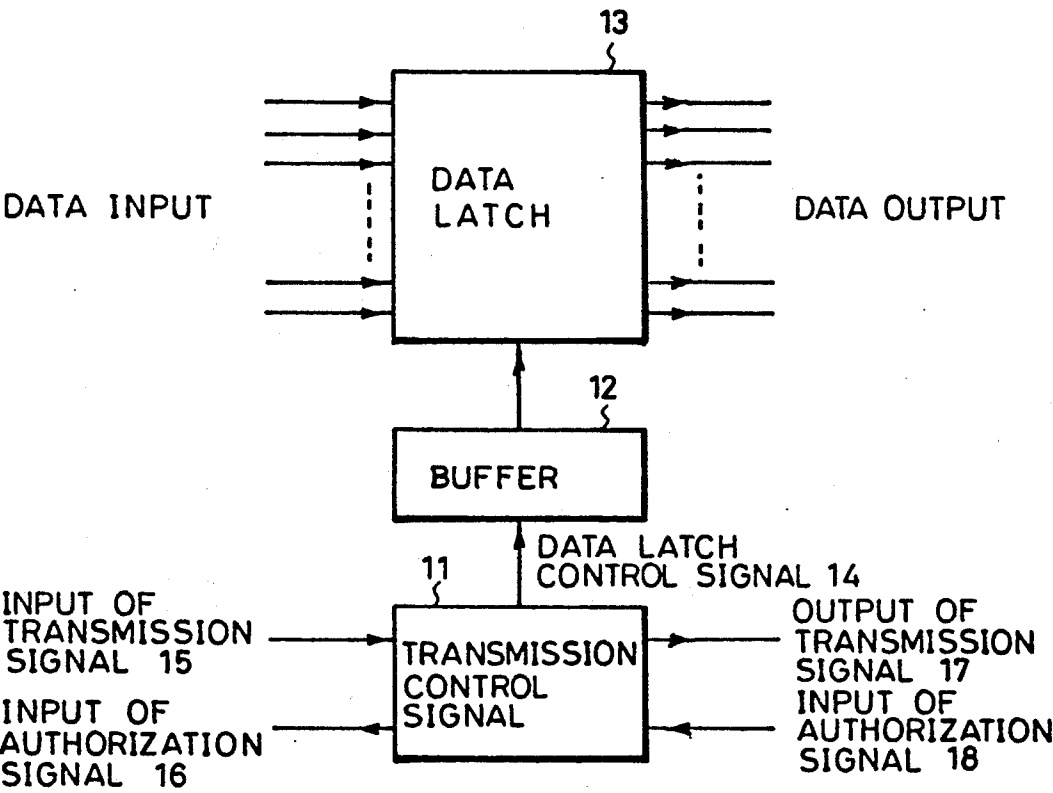 13
DATA INPUT
DATA
LATCH
DATA OUTPUT
12
BUFFER
DATA LATCH
CONTROL SIGNAL 14
11
INPUT OF
TRANSMISSION
SIGNAL 15
TRANSMISSION
CONTROL
SIGNAL
OUTPUT OF
TRANSMISSION
SIGNAL 17
INPUT OF
AUTHORIZATION
SIGNAL 16
INPUT OF
AUTHORIZATION
SIGNAL 18